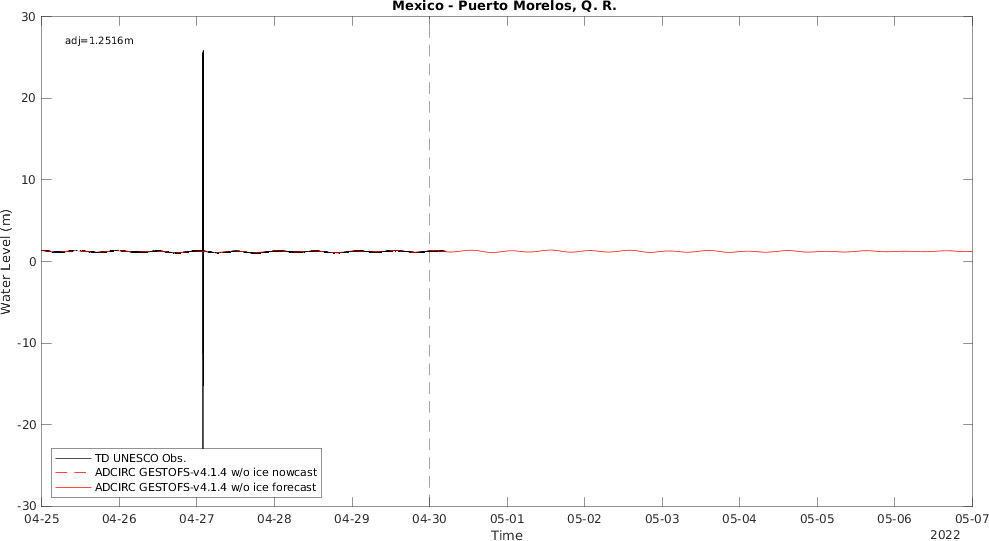 Mexico - Puerto Morelos, Q. R.
30
adj=1.2516m
20
10
0
-10
-20
-30
Water Level (m)
TD UNESCO Obs.
ADCIRC GESTOFS-v4.1.4 w/o ice nowcast
ADCIRC GESTOFS-v4.1.4 w/o ice forecast
04-25 04-26 04-27 04-28 04-29 04-30 05-01 05-02 05-03 05-04 05-05 05-06 05-07
Time
2022